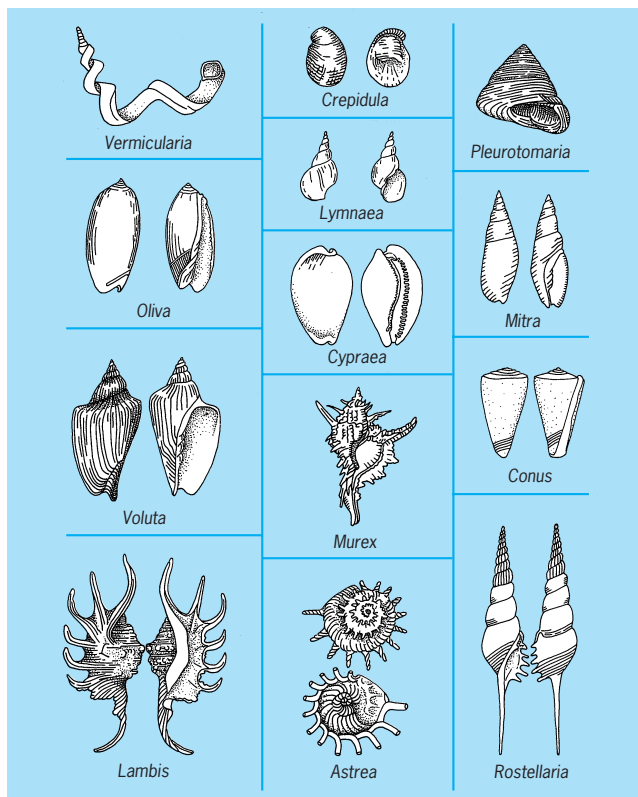 Vermicularia
Oliva
Voluta
Lambis
Crepidula
Lymnaea
Cypraea
Murex
Astrea
Pleurotomaria
Mitra
Conus
Rostellaria